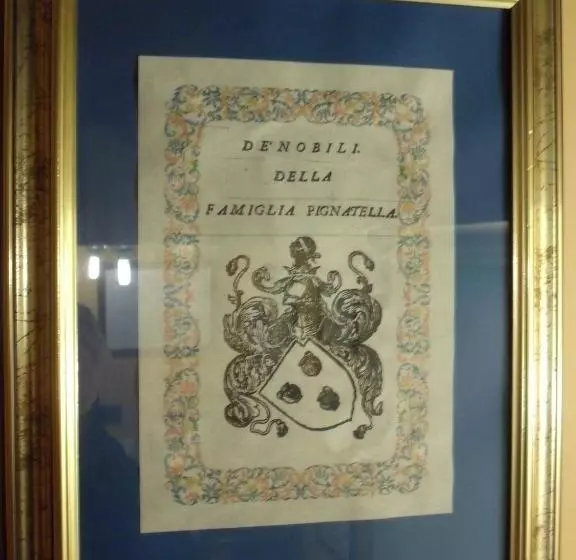 DE' NOBILI.
DELLA
FAMIGLIA PIGNATELLA.